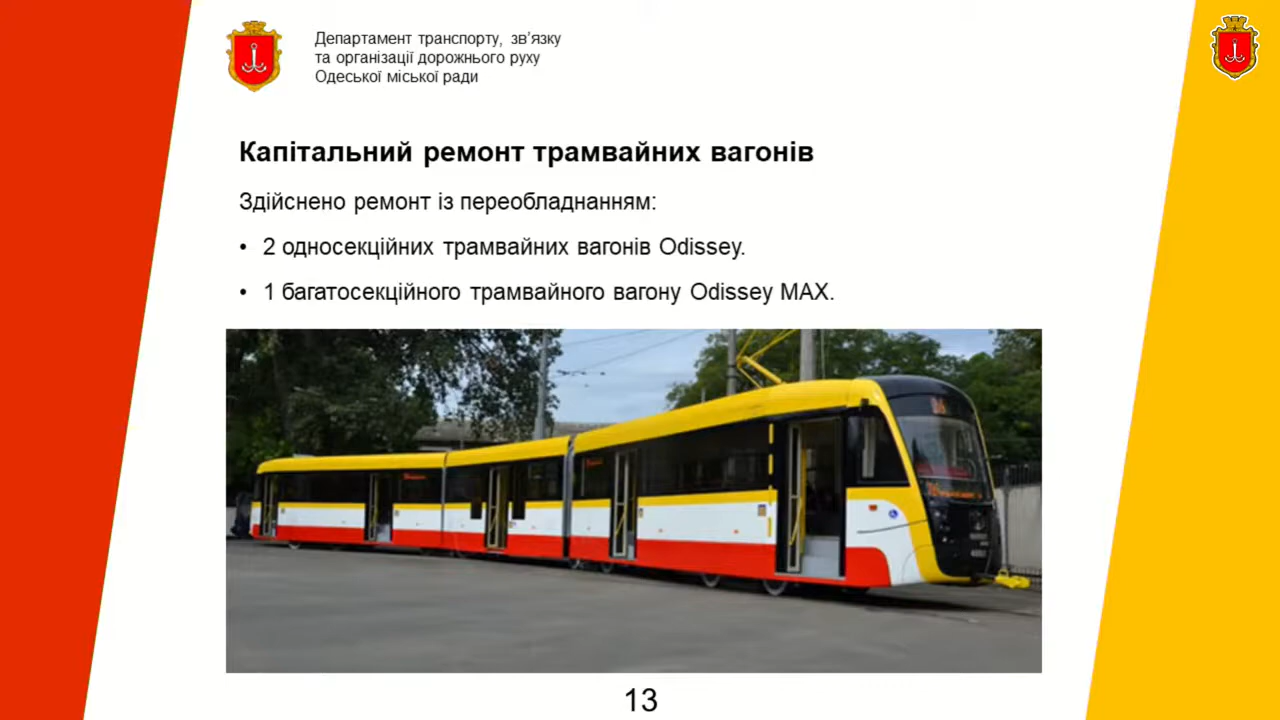 Департамент транспорту, зв’язку
та організації дорожнього руху
Одеської міської ради
Капітальний ремонт трамвайних вагонів
Здійснено ремонт із переобладнанням:
• 2 односекційних трамвайних вагонів Odissey.
• 1 багатосекційного трамвайного вагону Odissey MAX.
13